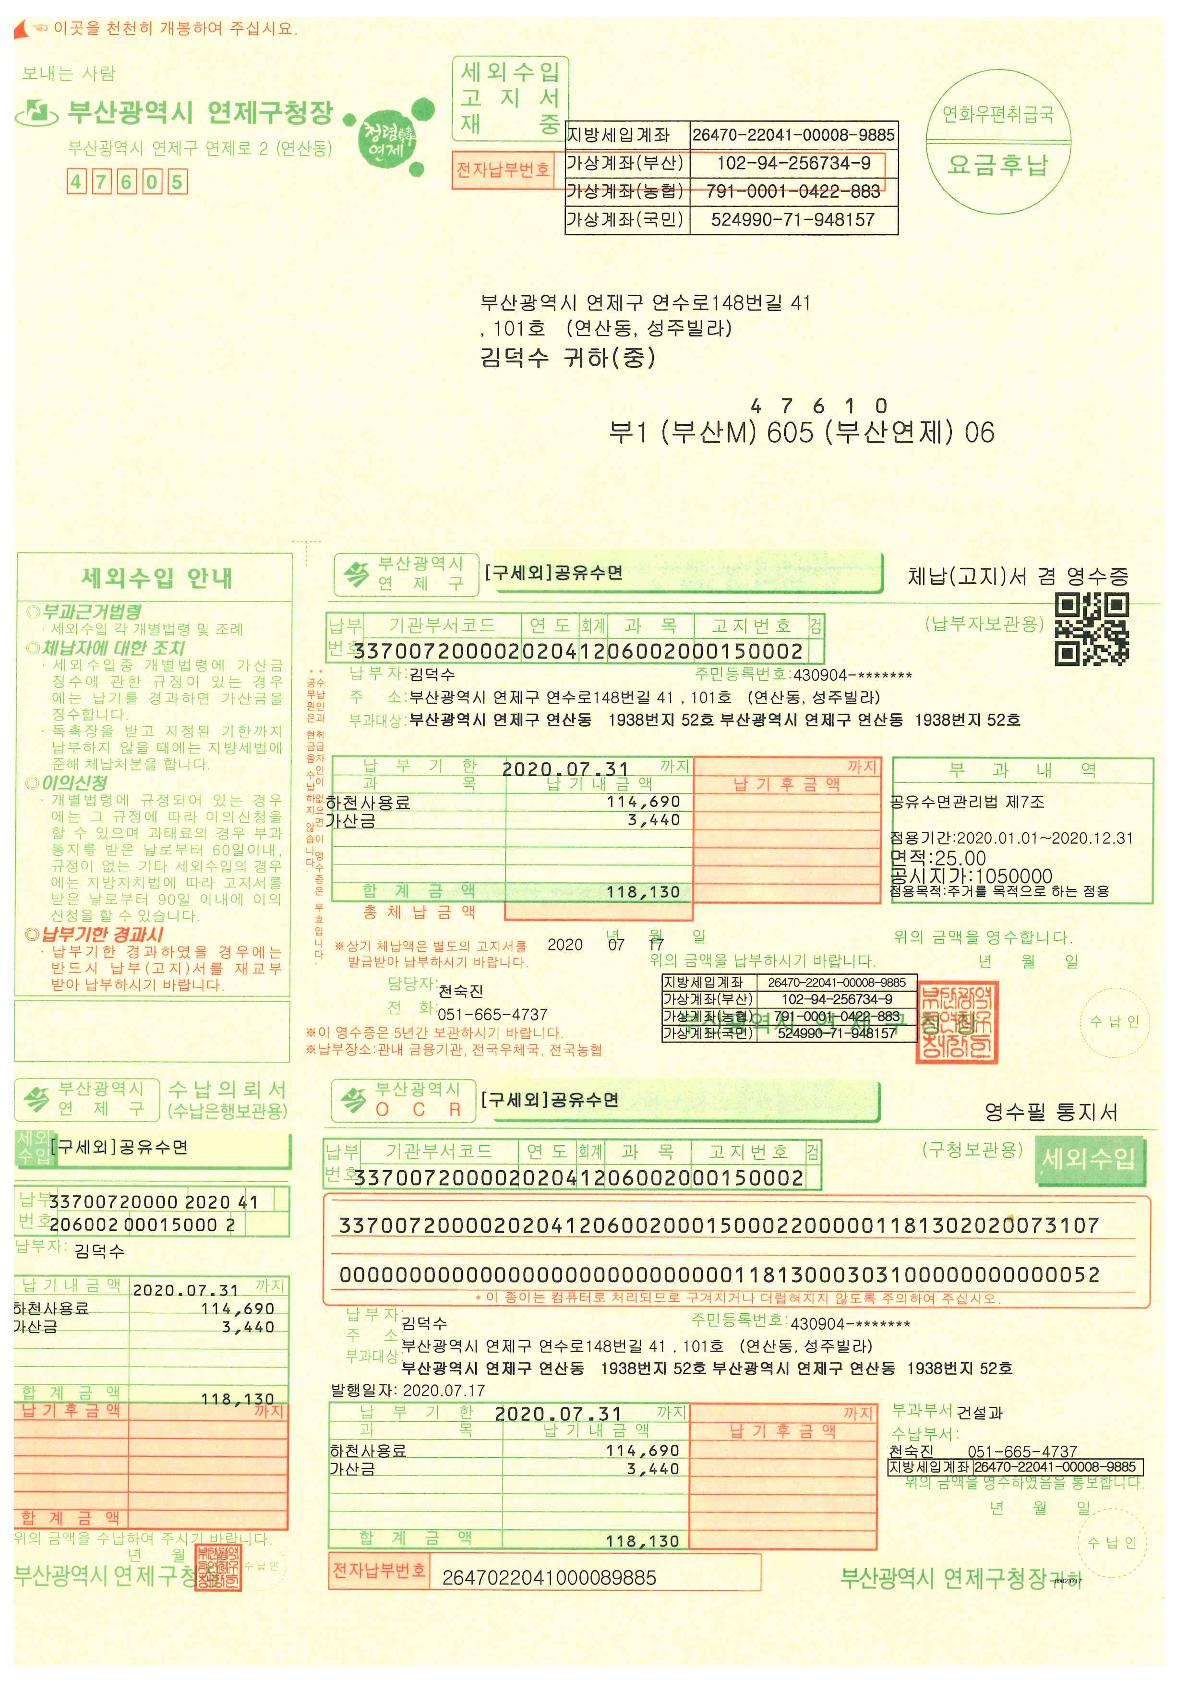 ☜ 이곳을 천천히 개봉하여 주십시요.
보내는 사람
부산광역시 연제구청장
부산광역시 연제구 연제로 2 (연산동)
47605
청렴
연제
세외수입
고지서
재중
전자납부번호
지방세입계좌 26470-22041-00008-9885
가상계좌(부산) 102-94-256734-9
가상계좌(농협) 791-0001-0422-883
가상계좌(국민) 524990-71-948157
연화우편취급국
요금후납
부산광역시 연제구 연수로148번길 41
, 101호 (연산동, 성주빌라)
김덕수 귀하(중)
4 7 6 1 0
부1 (부산M) 605 (부산연제) 06
세외수입 안내
◎부과근거법령
· 세외수입 각 개별법령 및 조례
◎체납자에 대한 조치
· 세외수입중 개별법령에 가산금
징수에 관한 규정이 있는 경우
에는 납기를 경과하면 가산금을
징수합니다.
· 독촉장을 받고 지정된 기한까지
납부하지 않을 때에는 지방세법에
준해 체납처분을 합니다.
◎이의신청
· 개별법령에 규정되어 있는 경우
에는 그 규정에 따라 이의신청을
할 수 있으며 과태료의 경우 부과
통지를 받은 날로부터 60일이내,
규정이 없는 기타 세외수입의 경우
에는 지방자치법에 따라 고지서를
받은 날로부터 90일 이내에 이의
신청을 할 수 있습니다.
◎납부기한 경과시
· 납부기한 경과하였을 경우에는
반드시 납부(고지)서를 재교부
받아 납부하시기 바랍니다.
부산광역시
연제구
[구세외]공유수면
체납(고지)서 겸 영수증
(납부자보관용)
납부번호 기관부서코드 연도 회계 과목 고지번호 검
33700720000202041206002000150002
납부자:김덕수 주민등록번호:430904-*******
주 소:부산광역시 연제구 연수로148번길 41 , 101호 (연산동, 성주빌라)
부과대상:부산광역시 연제구 연산동 1938번지 52호 부산광역시 연제구 연산동 1938번지 52호
납부기한 2020.07.31 까지 까지
과목 납기내금액 납기후금액
하천사용료 114,690
가산금 3,440
합계금액 118,130
총체납금액
부과내역
공유수면관리법 제7조
점용기간:2020.01.01~2020.12.31
면적:25.00
공시지가:1050000
점용목적:주거를 목적으로 하는 점용
※상기 체납액은 별도의 고지서를
발급받아 납부하시기 바랍니다.
2020년 07월 17일
위의 금액을 납부하시기 바랍니다.
위의 금액을 영수합니다.
년 월 일
담당자:천숙진
전 화:051-665-4737
※이 영수증은 5년간 보관하시기 바랍니다.
※납부장소:관내 금융기관, 전국우체국, 전국농협
지방세입계좌 26470-22041-00008-9885
가상계좌(부산) 102-94-256734-9
가상계좌(농협) 791-0001-0422-883
가상계좌(국민) 524990-71-948157
부산광역시 연제구청장
수납인
부산광역시
연제구
수납의뢰서
(수납은행보관용)
세외수입
[구세외]공유수면
납부번호
33700720000 2020 41
206002 00015000 2
납부자: 김덕수
납기내금액 2020.07.31 까지
하천사용료 114,690
가산금 3,440
합계금액 118,130
납기후금액 까지
합계금액
위의 금액을 수납하여 주시기 바랍니다.
년 월
부산광역시 연제구청장
수납인
부산광역시
O C R
[구세외]공유수면
영수필 통지서
(구청보관용)
세외수입
납부번호 기관부서코드 연도 회계 과목 고지번호 검
33700720000202041206002000150002
337007200002020412060020001500022000001181302020073107
000000000000000000000000000011813000303100000000000052
* 이 종이는 컴퓨터로 처리되므로 구겨지거나 더럽혀지지 않도록 주의하여 주십시오.
납부자:김덕수 주민등록번호:430904-*******
주 소:부산광역시 연제구 연수로148번길 41 , 101호 (연산동, 성주빌라)
부과대상:부산광역시 연제구 연산동 1938번지 52호 부산광역시 연제구 연산동 1938번지 52호
발행일자: 2020.07.17
납부기한 2020.07.31 까지 까지
과목 납기내금액 납기후금액
하천사용료 114,690
가산금 3,440
합계금액 118,130
부과부서 건설과
수납부서:
천숙진 051-665-4737
지방세입계좌 26470-22041-00008-9885
위의 금액을 영수하였음을 통보합니다.
년 월 일
수납인
전자납부번호 2647022041000089885
부산광역시 연제구청장귀하